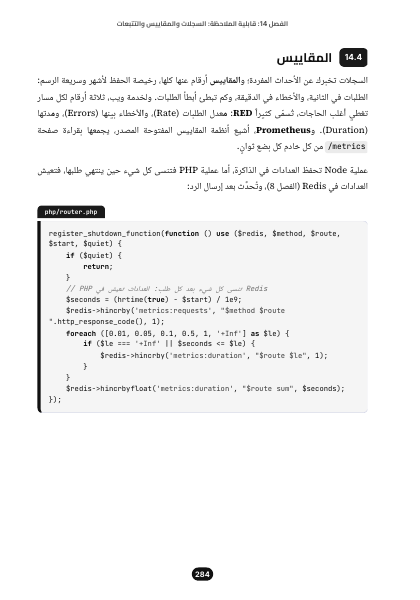 الفصل 14: قابلية الملاحظة: السجلات والمقاييس والتتبعات
14.4 المقاييس
السجلات تخبرك عن الأحداث المفردة؛ والمقاييس أرقام عنها كلها، رخيصة الحفظ لأشهر وسريعة الرسم:
الطلبات في الثانية، والأخطاء في الدقيقة، وكم تبطئ أبطأ الطلبات. ولخدمة ويب، ثلاثة أرقام لكل مسار
تغطي أغلب الحاجات، تُسمّى كثيراً RED: معدل الطلبات (Rate)، والأخطاء بينها (Errors)، ومدتها
(Duration). وPrometheus، أشيع أنظمة المقاييس المفتوحة المصدر، يجمعها بقراءة صفحة
/metrics من كل خادم كل بضع ثوانٍ.
عملية Node تحفظ العدادات في الذاكرة، أما عملية PHP فتنسى كل شيء حين ينتهي طلبها، فتعيش
العدادات في Redis (الفصل 8)، وتُحدَّث بعد إرسال الرد:
php/router.php
register_shutdown_function(function () use ($redis, $method, $route,
$start, $quiet) {
    if ($quiet) {
        return;
    }
    // PHP تنسى كل شيء بعد كل طلب: العدادات تعيش في Redis
    $seconds = (hrtime(true) - $start) / 1e9;
    $redis->hincrby('metrics:requests', "$method $route
".http_response_code(), 1);
    foreach ([0.01, 0.05, 0.1, 0.5, 1, '+Inf'] as $le) {
        if ($le === '+Inf' || $seconds <= $le) {
            $redis->hincrby('metrics:duration', "$route $le", 1);
        }
    }
    $redis->hincrbyfloat('metrics:duration', "$route sum", $seconds);
});
284